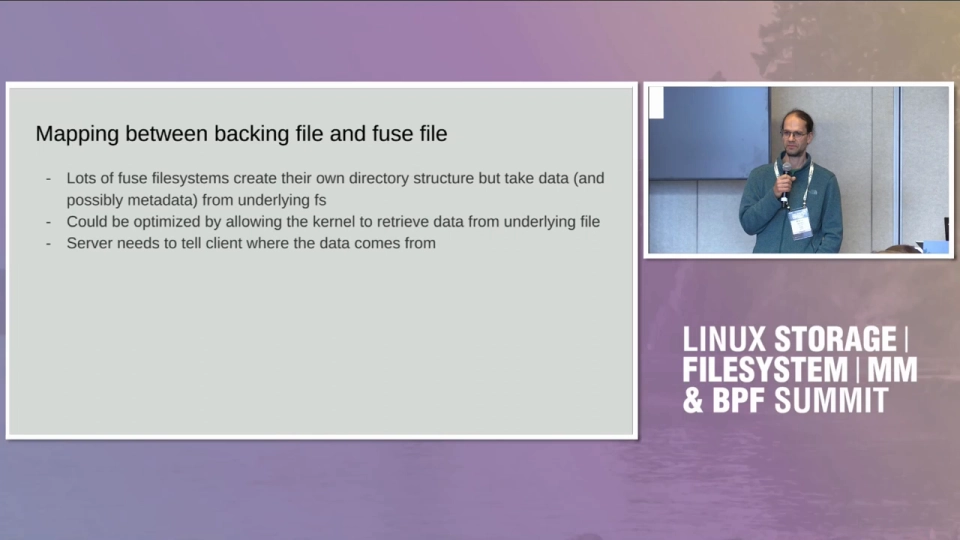 Mapping between backing file and fuse file
- Lots of fuse filesystems create their own directory structure but take data (and
possibly metadata) from underlying fs
- Could be optimized by allowing the kernel to retrieve data from underlying file
- Server needs to tell client where the data comes from
LINUX STORAGE |
FILESYSTEM | MM
& BPF SUMMIT